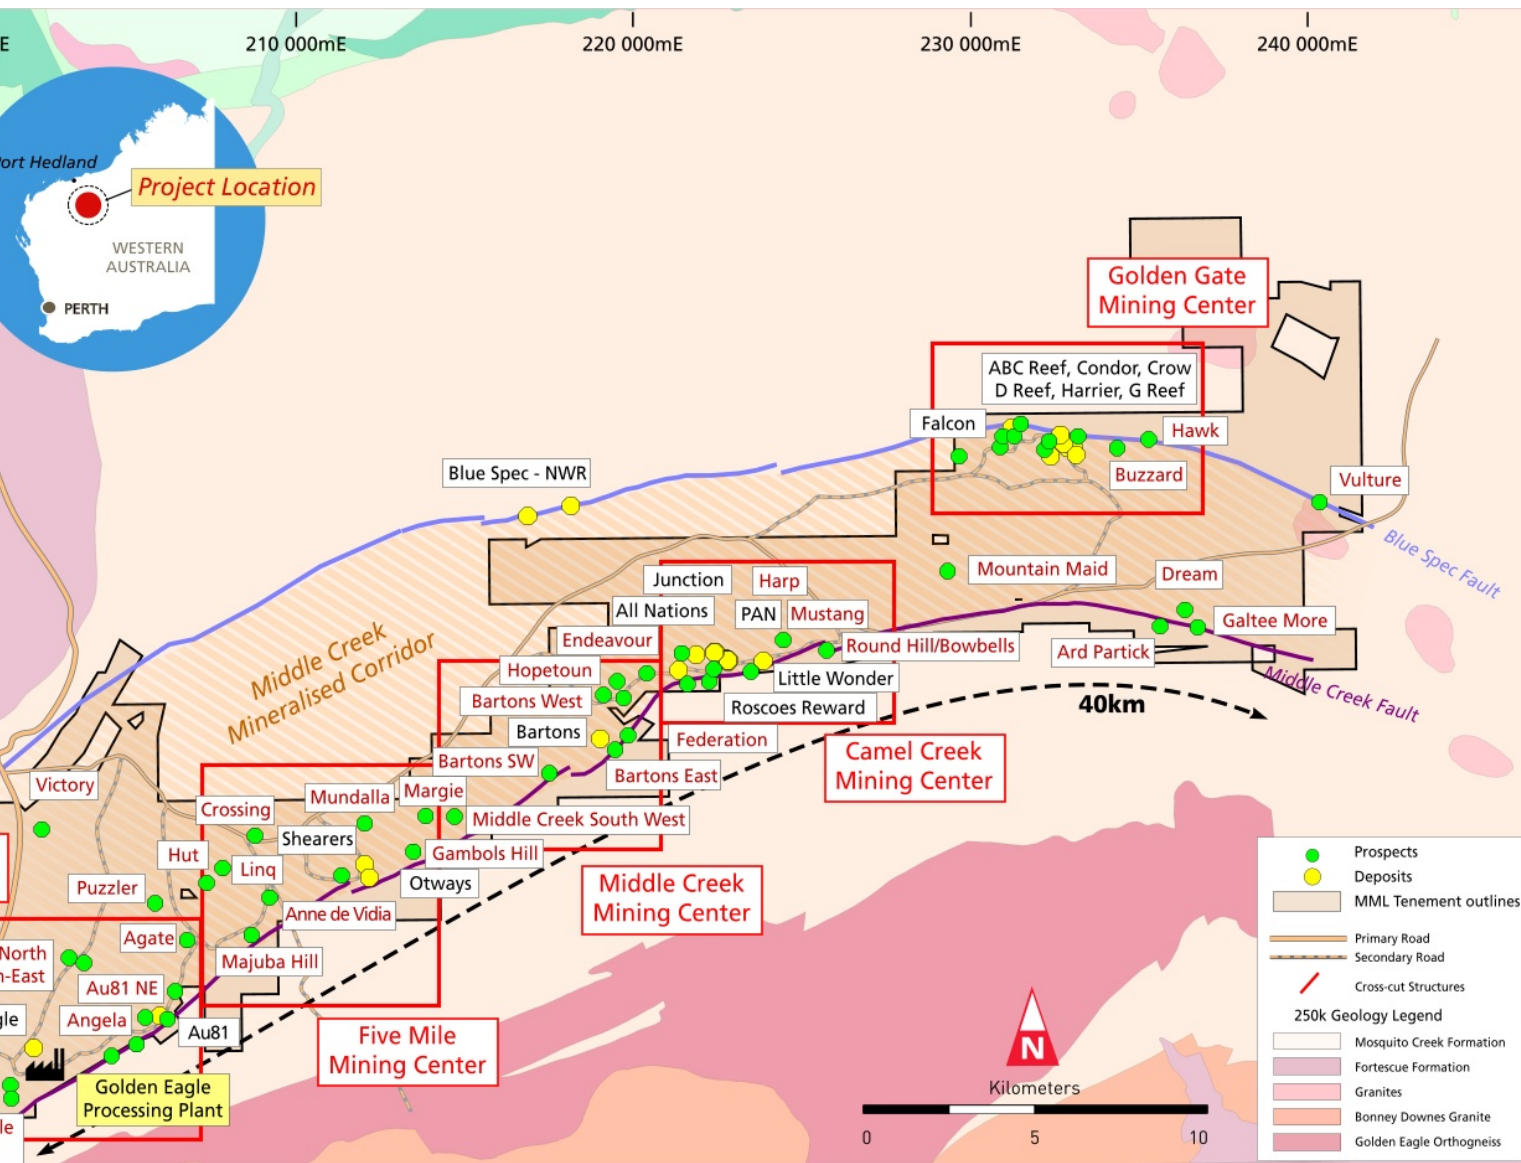 E
210 000mE
220 000mE
230 000mE
240 000mE
ort Hedland
Project Location
WESTERN
AUSTRALIA
PERTH
Golden Gate
Mining Center
ABC Reef, Condor, Crow
D Reef, Harrier, G Reef
Falcon
Hawk
Blue Spec - NWR
Buzzard
Vulture
Blue Spec Fault
Mountain Maid
Dream
Junction
Harp
All Nations
PAN
Mustang
Galtee More
Endeavour
Round Hill/Bowbells
Ard Partick
Middle Creek
Mineralised Corridor
Hopetoun
Little Wonder
Middle Creek Fault
Bartons West
Roscoes Reward
40km
Bartons
Federation
Camel Creek
Mining Center
Bartons SW
Bartons East
Victory
Margie
Mundalla
Crossing
Middle Creek South West
Shearers
Gambols Hill
Hut
Linq
Otways
Puzzler
Middle Creek
Mining Center
Anne de Vidia
Agate
North
n-East
Majuba Hill
Au81 NE
gle
Angela
Au81
Five Mile
Mining Center
Golden Eagle
Processing Plant
le
N
Kilometers
0
5
10
Prospects
Deposits
MML Tenement outlines
Primary Road
Secondary Road
Cross-cut Structures
250k Geology Legend
Mosquito Creek Formation
Fortescue Formation
Granites
Bonney Downes Granite
Golden Eagle Orthogneiss